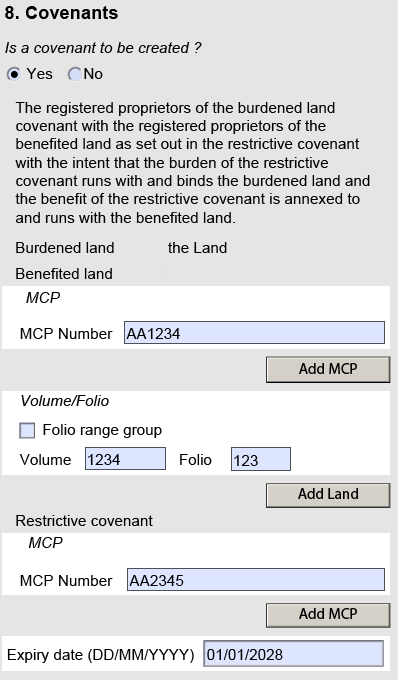 8. Covenants
Is a covenant to be created ?
Yes No
The registered proprietors of the burdened land
covenant with the registered proprietors of the
benefited land as set out in the restrictive covenant
with the intent that the burden of the restrictive
covenant runs with and binds the burdened land and
the benefit of the restrictive covenant is annexed to
and runs with the benefited land.
Burdened land the Land
Benefited land
MCP
MCP Number AA1234
Add MCP
Volume/Folio
Folio range group
Volume 1234 Folio 123
Add Land
Restrictive covenant
MCP
MCP Number AA2345
Add MCP
Expiry date (DD/MM/YYYY) 01/01/2028